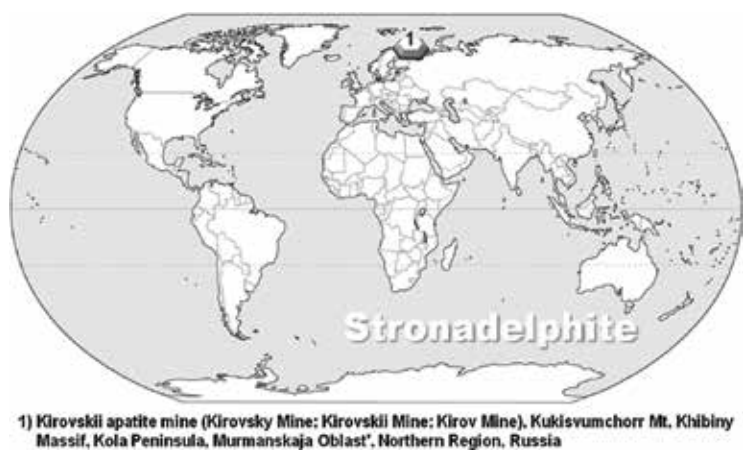 1
Stronadelphite
1) Kirovskii apatite mine (Kirovsky Mine; Kirovskii Mine; Kirov Mine), Kukisvumchorr Mt, Khibiny
Massif, Kola Peninsula, Murmanskaja Oblast', Northern Region, Russia